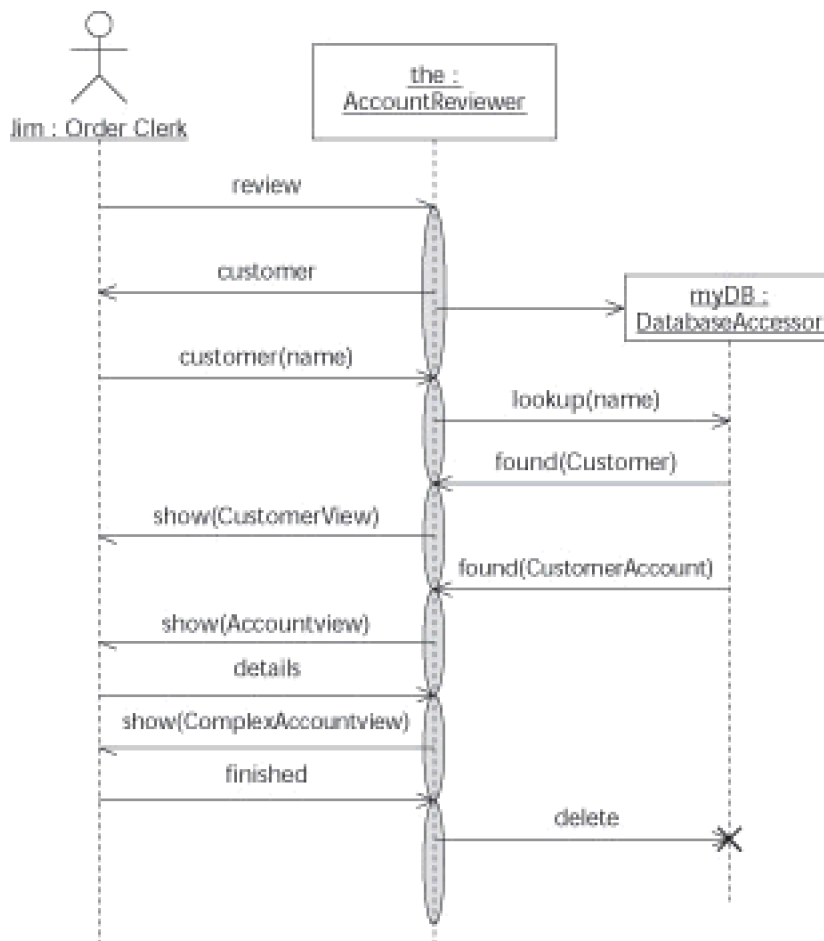 the :
AccountReviewer
Jim : Order Clerk
review
customer
myDB :
DatabaseAccessor
customer(name)
lookup(name)
found(Customer)
show(CustomerView)
found(CustomerAccount)
show(Accountview)
details
show(ComplexAccountview)
finished
delete